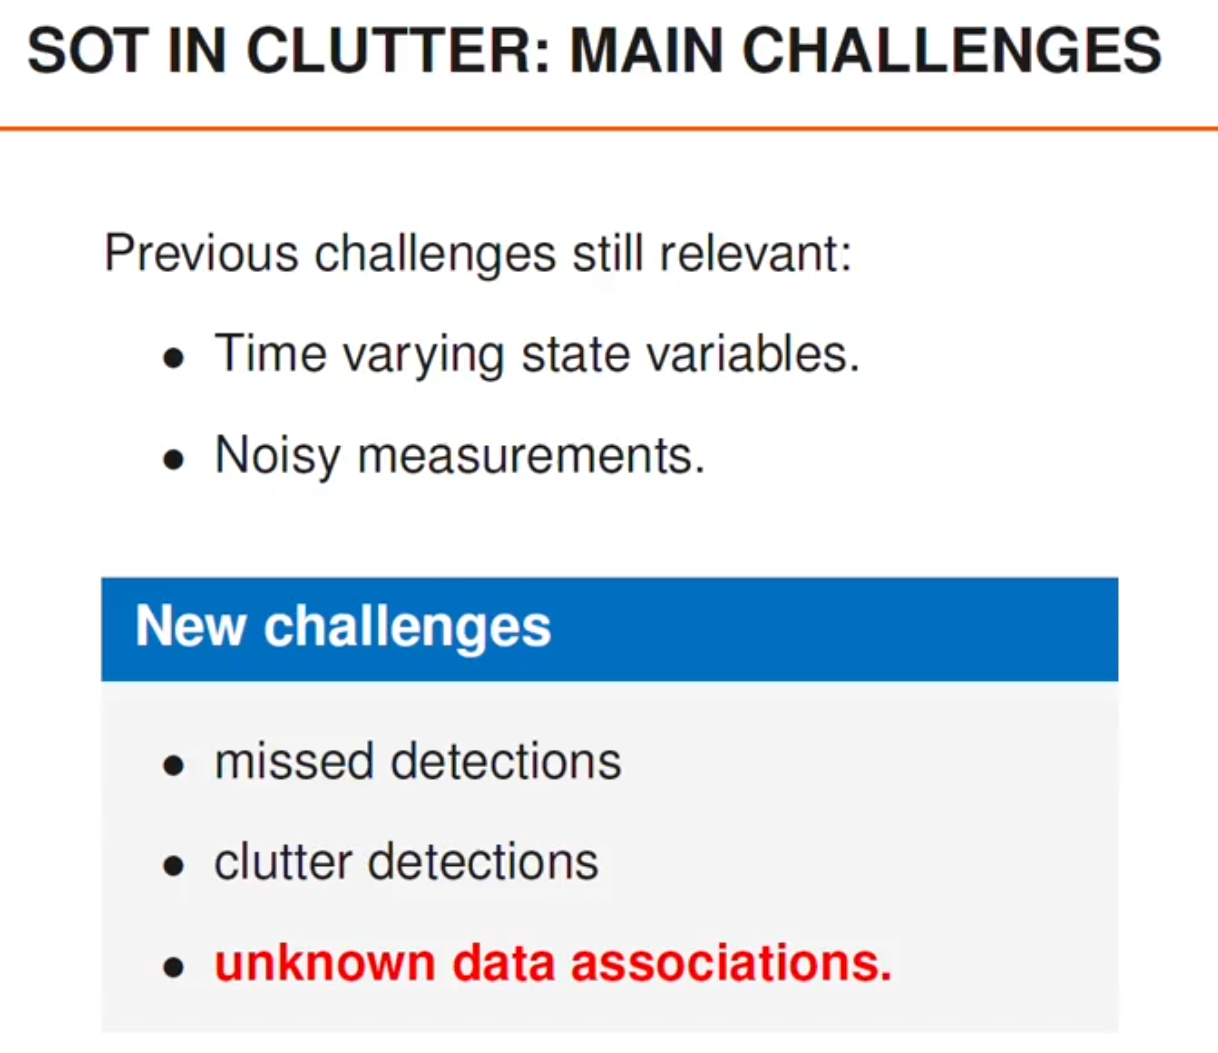 SOT IN CLUTTER: MAIN CHALLENGES
Previous challenges still relevant:
• Time varying state variables.
• Noisy measurements.
New challenges
• missed detections
• clutter detections
• unknown data associations.